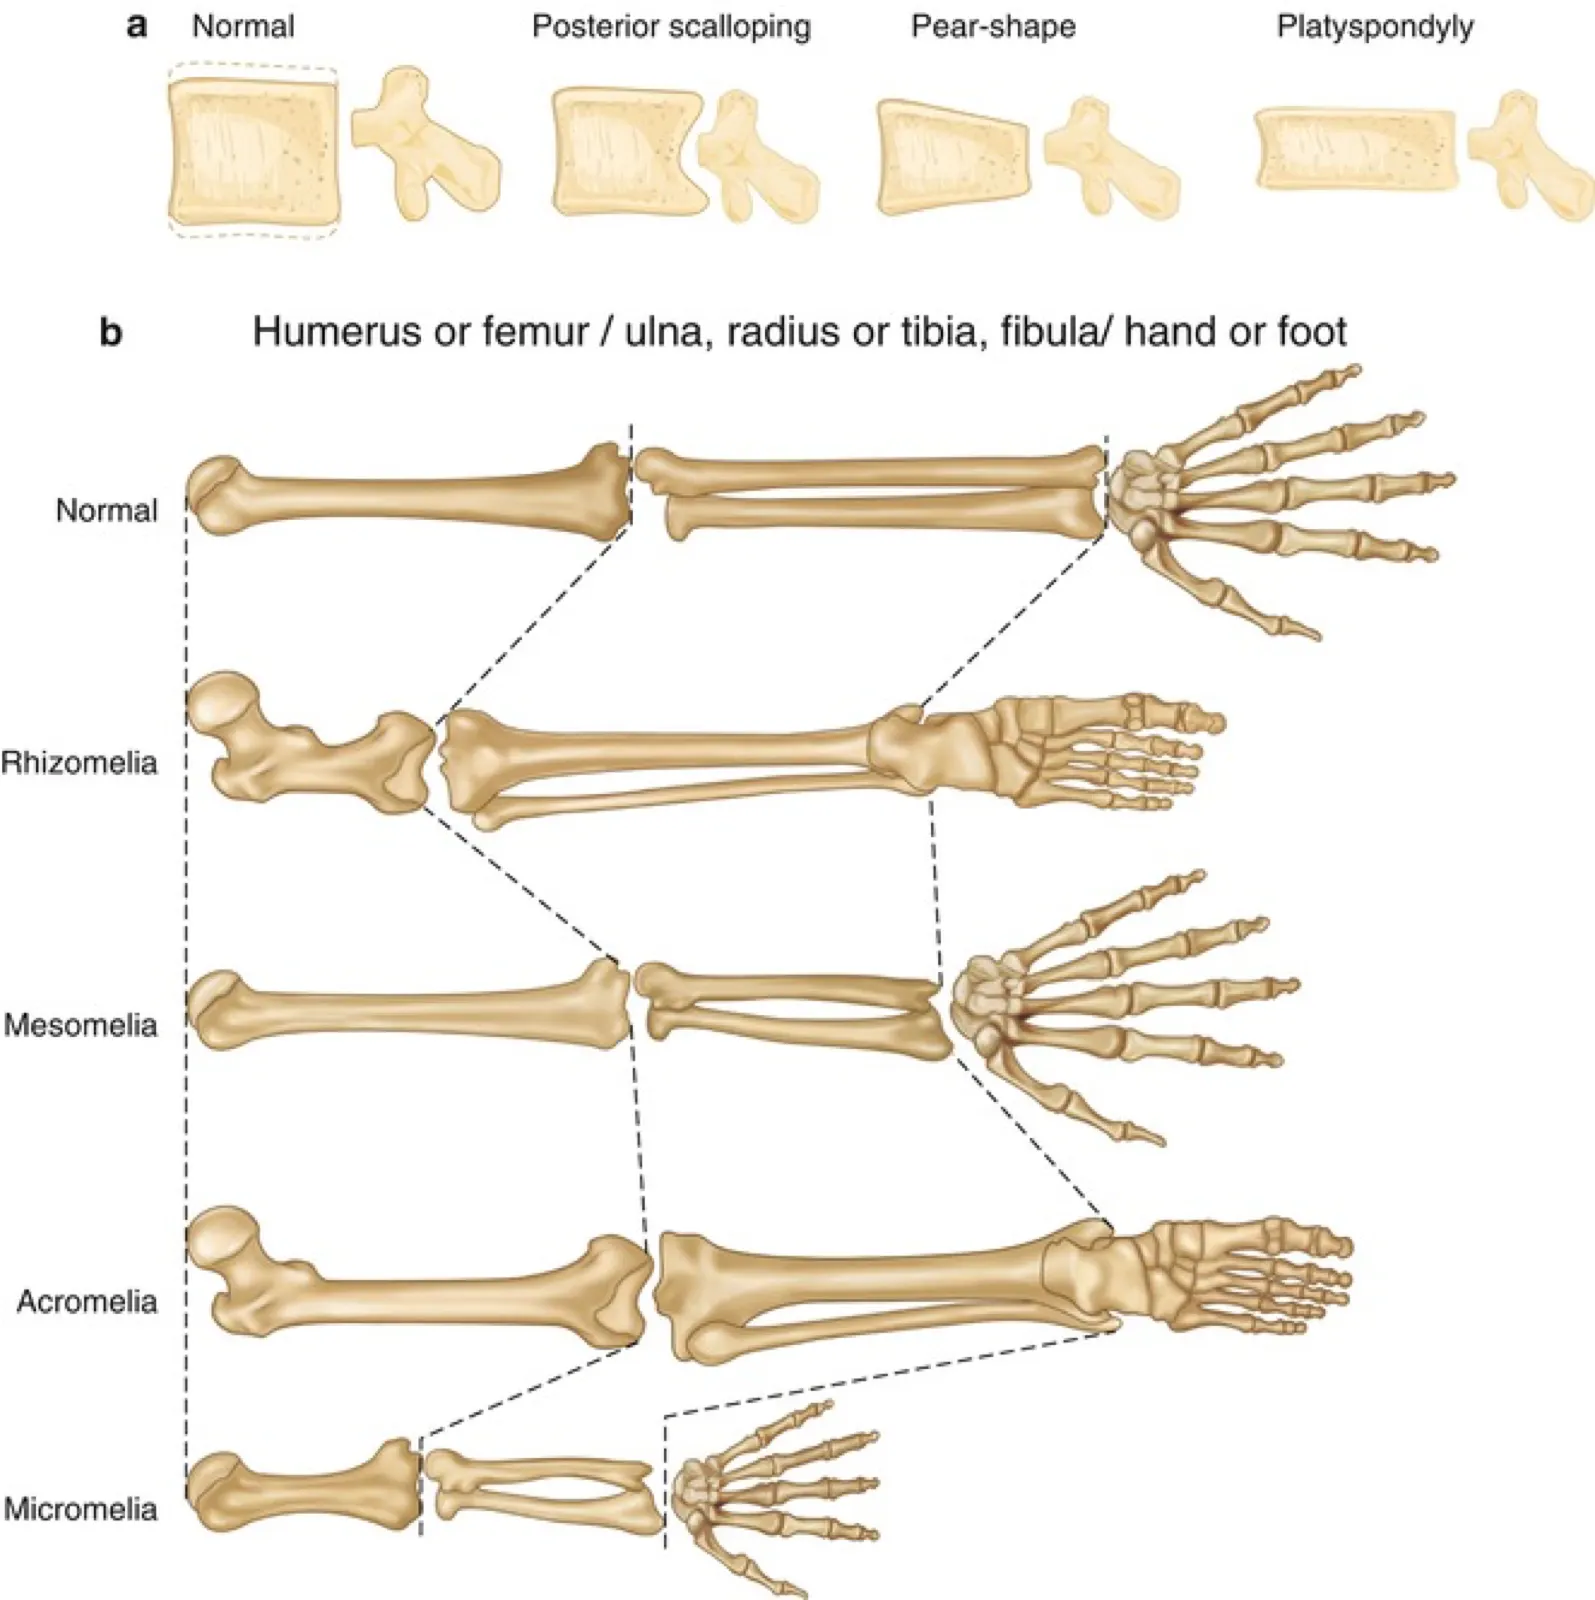 a Normal Posterior scalloping Pear-shape Platyspondyly
b Humerus or femur / ulna, radius or tibia, fibula/ hand or foot
Normal
Rhizomelia
Mesomelia
Acromelia
Micromelia